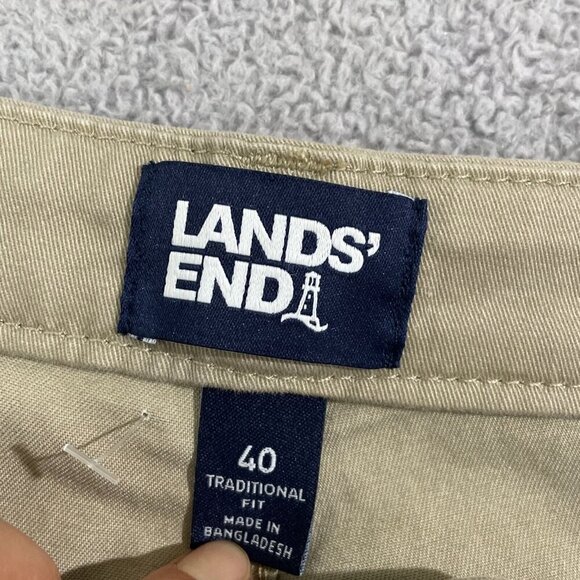 LANDS'
END
40
TRADITIONAL
FIT
MADE IN
BANGLADESH